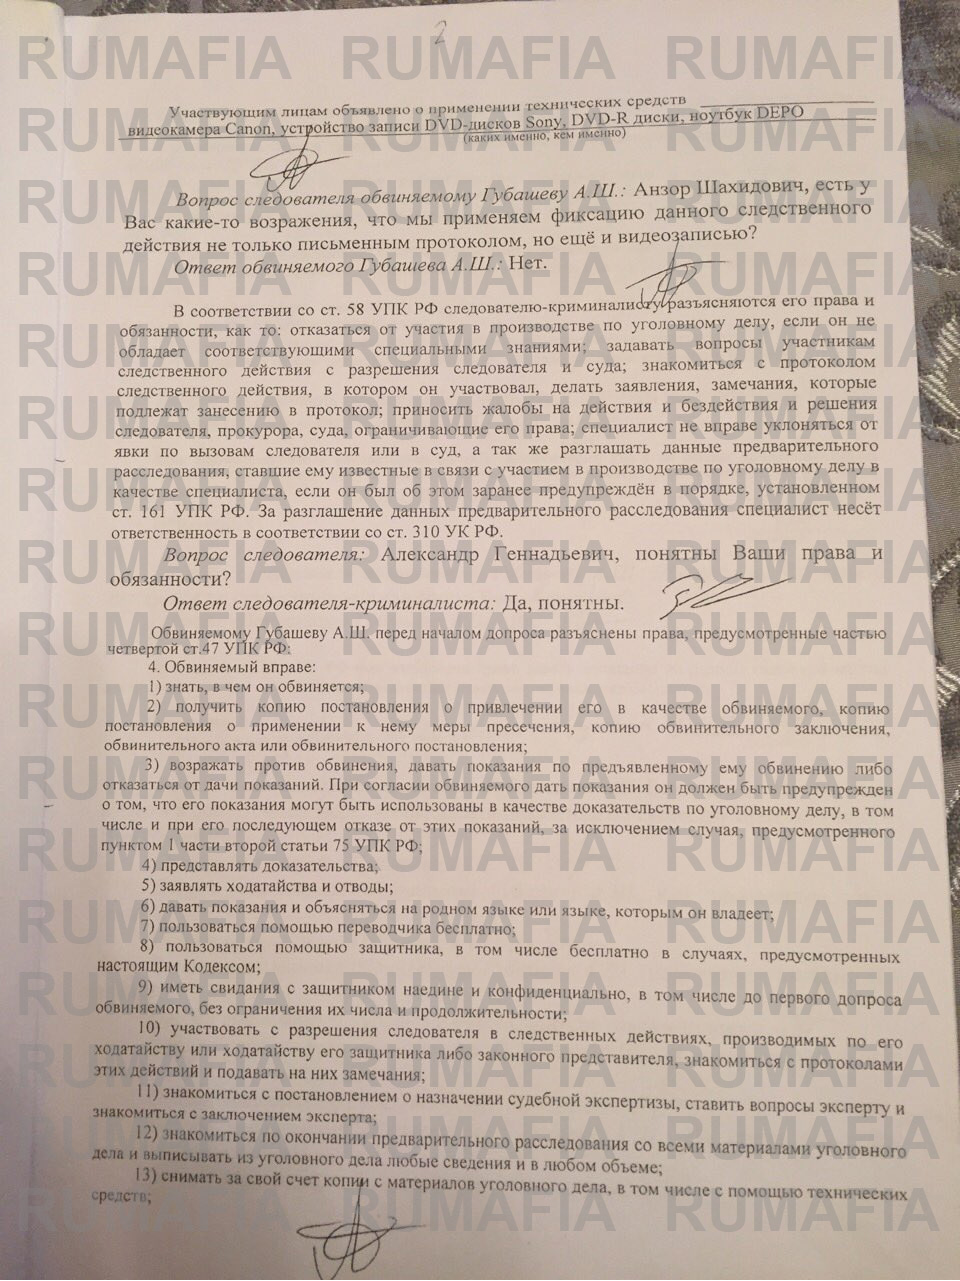 2
Участвующим лицам объявлено о применении технических средств
видеокамера Canon, устройство записи DVD-дисков Sony, DVD-R диски, ноутбук DEPO
(каких именно, кем именно)
Вопрос следователя обвиняемому Губашеву А.Ш.: Анзор Шахидович, есть у
Вас какие-то возражения, что мы применяем фиксацию данного следственного
действия не только письменным протоколом, но ещё и видеозаписью?
Ответ обвиняемого Губашева А.Ш.: Нет.
В соответствии со ст. 58 УПК РФ следователю-криминалисту разъясняются его права и
обязанности, как то: отказаться от участия в производстве по уголовному делу, если он не
обладает соответствующими специальными знаниями; задавать вопросы участникам
следственного действия с разрешения следователя и суда; знакомиться с протоколом
следственного действия, в котором он участвовал, делать заявления, замечания, которые
подлежат занесению в протокол; приносить жалобы на действия и бездействия и решения
следователя, прокурора, суда, ограничивающие его права; специалист не вправе уклоняться от
явки по вызовам следователя или в суд, а так же разглашать данные предварительного
расследования, ставшие ему известные в связи с участием в производстве по уголовному делу в
качестве специалиста, если он был об этом заранее предупреждён в порядке, установленном
ст. 161 УПК РФ. За разглашение данных предварительного расследования специалист несёт
ответственность в соответствии со ст. 310 УК РФ.
Вопрос следователя: Александр Геннадьевич, понятны Ваши права и
обязанности?
Ответ следователя-криминалиста: Да, понятны.
Обвиняемому Губашеву А.Ш. перед началом допроса разъяснены права, предусмотренные частью
четвертой ст.47 УПК РФ:
4. Обвиняемый вправе:
1) знать, в чем он обвиняется;
2) получить копию постановления о привлечении его в качестве обвиняемого, копию
постановления о применении к нему меры пресечения, копию обвинительного заключения,
обвинительного акта или обвинительного постановления;
3) возражать против обвинения, давать показания по предъявленному ему обвинению либо
отказаться от дачи показаний. При согласии обвиняемого дать показания он должен быть предупрежден
о том, что его показания могут быть использованы в качестве доказательств по уголовному делу, в том
числе и при его последующем отказе от этих показаний, за исключением случая, предусмотренного
пунктом 1 части второй статьи 75 УПК РФ;
4) представлять доказательства;
5) заявлять ходатайства и отводы;
6) давать показания и объясняться на родном языке или языке, которым он владеет;
7) пользоваться помощью переводчика бесплатно;
8) пользоваться помощью защитника, в том числе бесплатно в случаях, предусмотренных
настоящим Кодексом;
9) иметь свидания с защитником наедине и конфиденциально, в том числе до первого допроса
обвиняемого, без ограничения их числа и продолжительности;
10) участвовать с разрешения следователя в следственных действиях, производимых по его
ходатайству или ходатайству его защитника либо законного представителя, знакомиться с протоколами
этих действий и подавать на них замечания;
11) знакомиться с постановлением о назначении судебной экспертизы, ставить вопросы эксперту и
знакомиться с заключением эксперта;
12) знакомиться по окончании предварительного расследования со всеми материалами уголовного
дела и выписывать из уголовного дела любые сведения и в любом объеме;
13) снимать за свой счет копии с материалов уголовного дела, в том числе с помощью технических
средств;